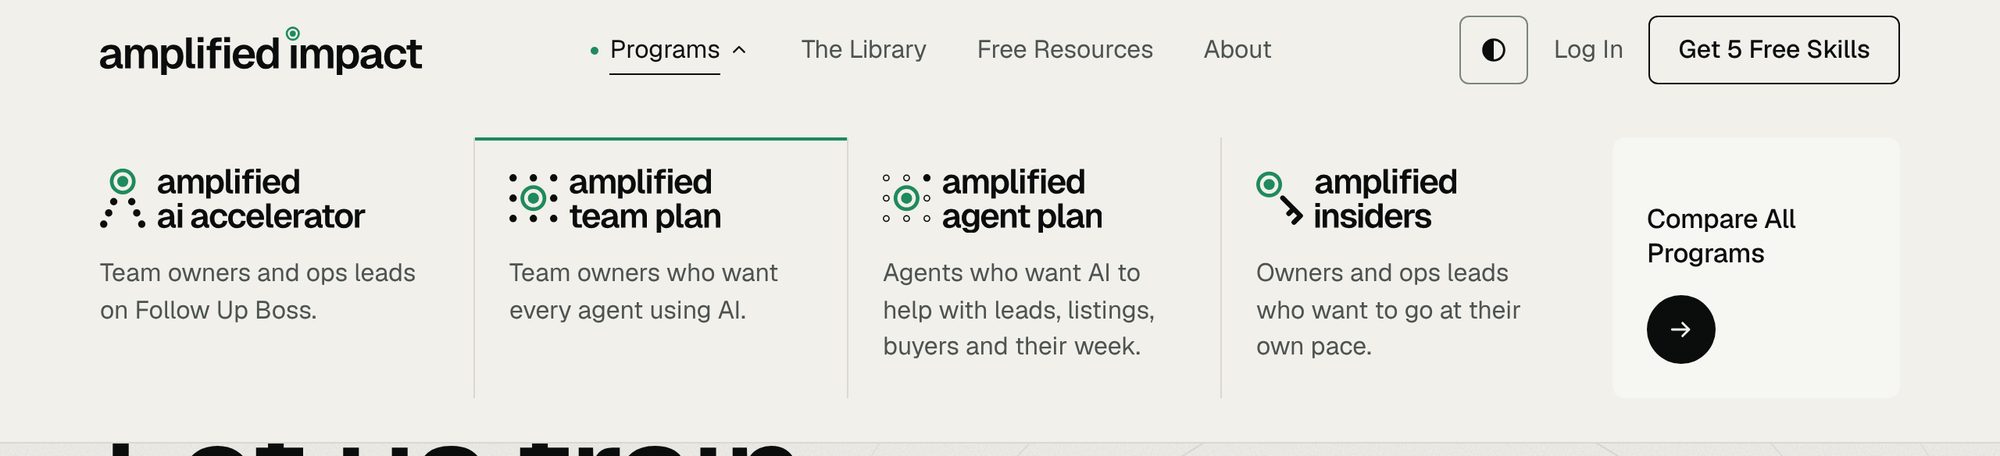 amplified impact
Programs
The Library
Free Resources
About
Log In
Get 5 Free Skills
amplified
ai accelerator
Team owners and ops leads
on Follow Up Boss.
amplified
team plan
Team owners who want
every agent using AI.
amplified
agent plan
Agents who want AI to
help with leads, listings,
buyers and their week.
amplified
insiders
Owners and ops leads
who want to go at their
own pace.
Compare All
Programs
Let us train